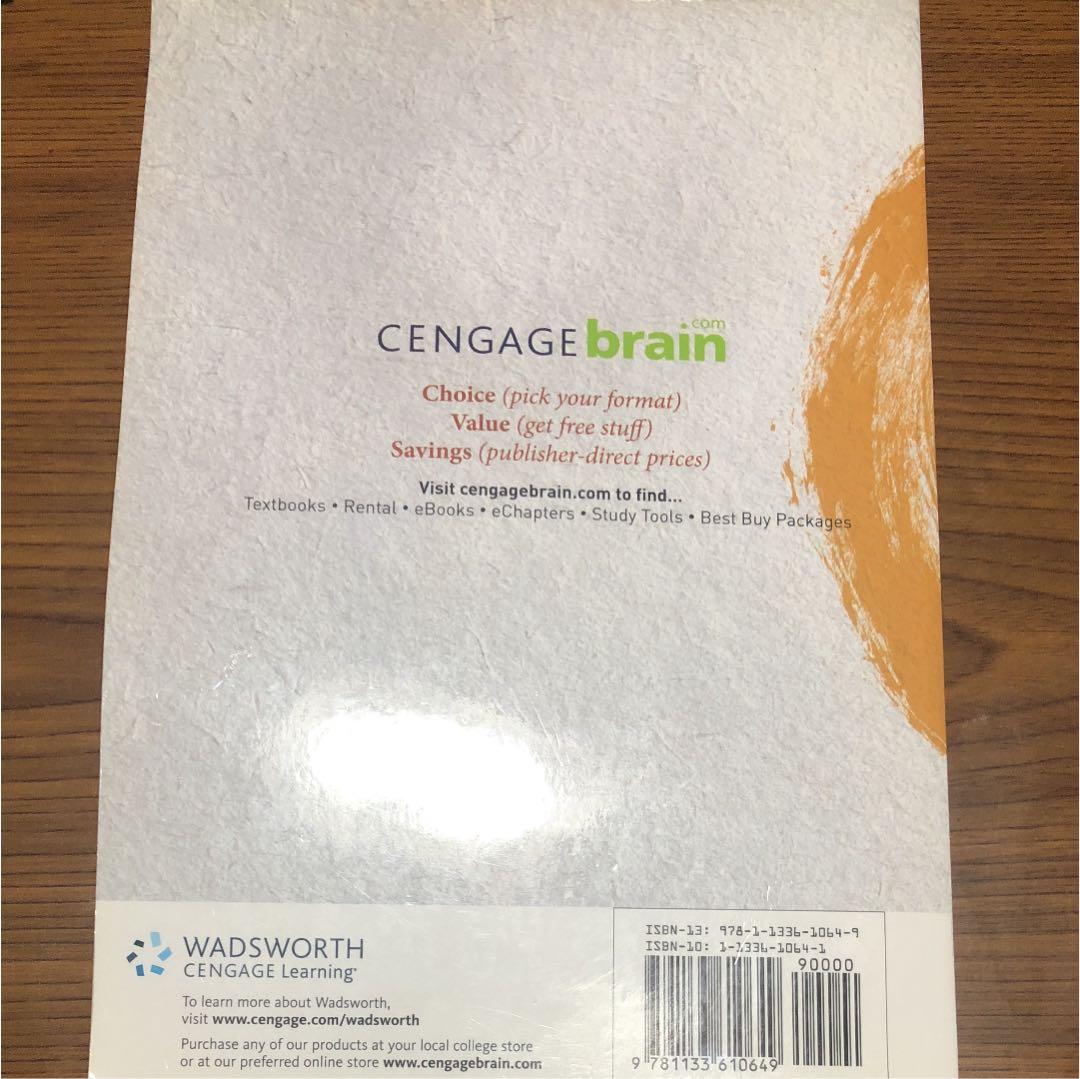 CENGAGEbrain.com
Choice (pick your format)
Value (get free stuff)
Savings (publisher-direct prices)
Visit cengagebrain.com to find...
Textbooks • Rental • eBooks • eChapters • Study Tools • Best Buy Packages
WADSWORTH
CENGAGE Learning™
To learn more about Wadsworth,
visit www.cengage.com/wadsworth
Purchase any of our products at your local college store
or at our preferred online store www.cengagebrain.com
ISBN-13: 978-1-1336-1064-9
ISBN-10: 1-1336-1064-1
90000
9 781133 610649